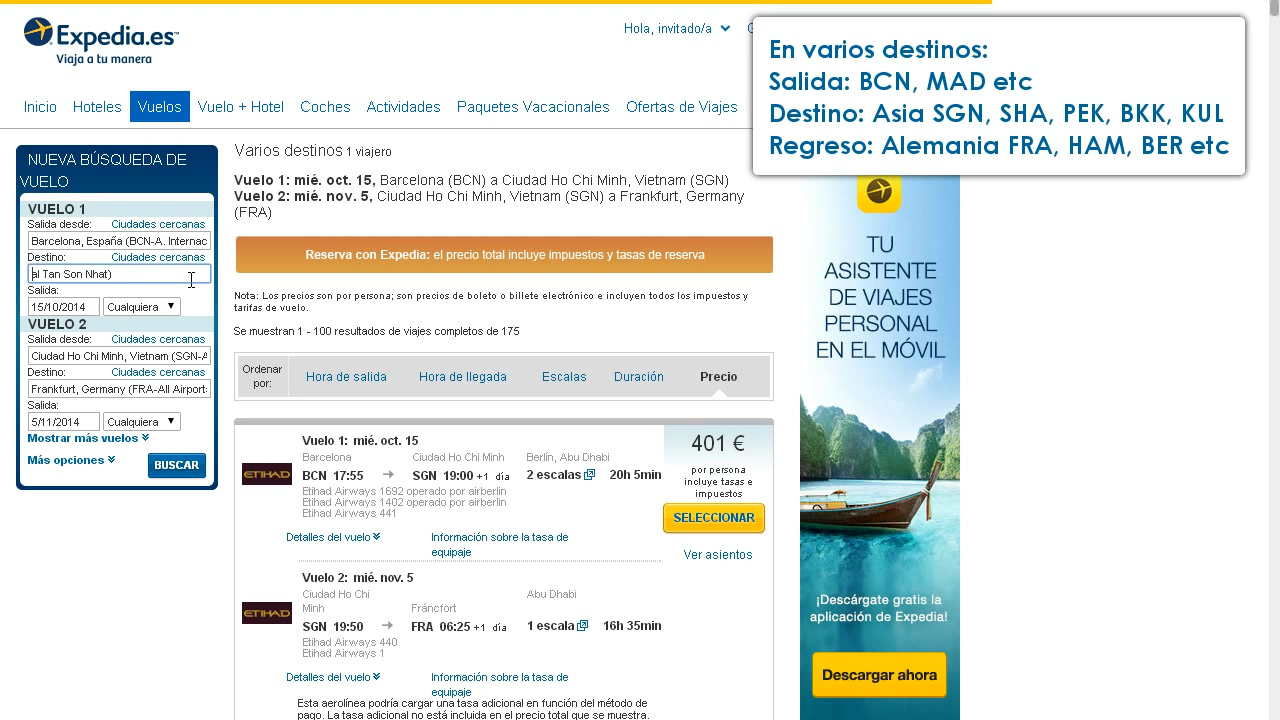 Expedia.es
Viaja a tu manera
Hola, invitado/a
En varios destinos:
Salida: BCN, MAD etc
Destino: Asia SGN, SHA, PEK, BKK, KUL
Regreso: Alemania FRA, HAM, BER etc
Inicio Hoteles Vuelos Vuelo + Hotel Coches Actividades Paquetes Vacacionales Ofertas de Viajes
NUEVA BÚSQUEDA DE
VUELO
VUELO 1
Salida desde: Ciudades cercanas
Barcelona, España (BCN-A. Internac
Destino: Ciudades cercanas
al Tan Son Nhat)
Salida:
15/10/2014 Cualquiera
VUELO 2
Salida desde: Ciudades cercanas
Ciudad Ho Chi Minh, Vietnam (SGN-A
Destino: Ciudades cercanas
Frankfurt, Germany (FRA-All Airport
Salida:
5/11/2014 Cualquiera
Mostrar más vuelos
Más opciones BUSCAR
Varios destinos 1 viajero
Vuelo 1: mié. oct. 15, Barcelona (BCN) a Ciudad Ho Chi Minh, Vietnam (SGN)
Vuelo 2: mié. nov. 5, Ciudad Ho Chi Minh, Vietnam (SGN) a Frankfurt, Germany
(FRA)
Reserva con Expedia: el precio total incluye impuestos y tasas de reserva
Nota: Los precios son por persona; son precios de boleto o billete electrónico e incluyen todos los impuestos y
tarifas de vuelo.
Se muestran 1 - 100 resultados de viajes completos de 175
Ordenar
por:
Hora de salida Hora de llegada Escalas Duración Precio
Vuelo 1: mié. oct. 15
Barcelona Ciudad Ho Chi Minh Berlín, Abu Dhabi
ETIHAD BCN 17:55 SGN 19:00 +1 día 2 escalas 20h 5min
Etihad Airways 1692 operado por airberlin
Etihad Airways 1402 operado por airberlin
Etihad Airways 441
Detalles del vuelo Información sobre la tasa de
equipaje
401 €
por persona
incluye tasas e
impuestos
SELECCIONAR
Ver asientos
Vuelo 2: mié. nov. 5
Ciudad Ho Chi
Minh Fráncfort Abu Dhabi
ETIHAD SGN 19:50 FRA 06:25 +1 día 1 escala 16h 35min
Etihad Airways 440
Etihad Airways 1
Detalles del vuelo Información sobre la tasa de
equipaje
Esta aerolínea podría cargar una tasa adicional en función del método de
pago. La tasa adicional no está incluida en el precio total que se muestra.
TU
ASISTENTE
DE VIAJES
PERSONAL
EN EL MÓVIL
¡Descárgate gratis la
aplicación de Expedia!
Descargar ahora